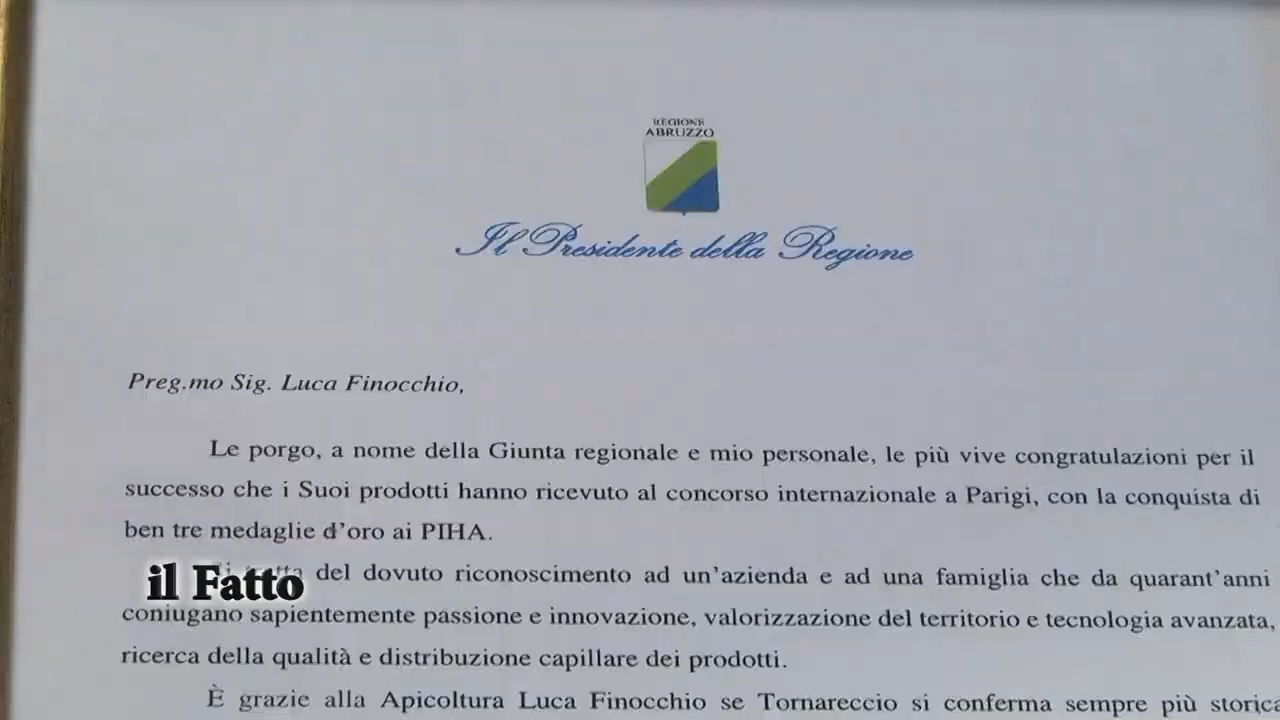 REGIONE
ABRUZZO
Il Presidente della Regione
Preg.mo Sig. Luca Finocchio,
Le porgo, a nome della Giunta regionale e mio personale, le più vive congratulazioni per il
successo che i Suoi prodotti hanno ricevuto al concorso internazionale a Parigi, con la conquista di
ben tre medaglie d'oro ai PIHA.
il Fatto
del dovuto riconoscimento ad un'azienda e ad una famiglia che da quarant'anni
coniugano sapientemente passione e innovazione, valorizzazione del territorio e tecnologia avanzata,
ricerca della qualità e distribuzione capillare dei prodotti.
È grazie alla Apicoltura Luca Finocchio se Tornareccio si conferma sempre più storica